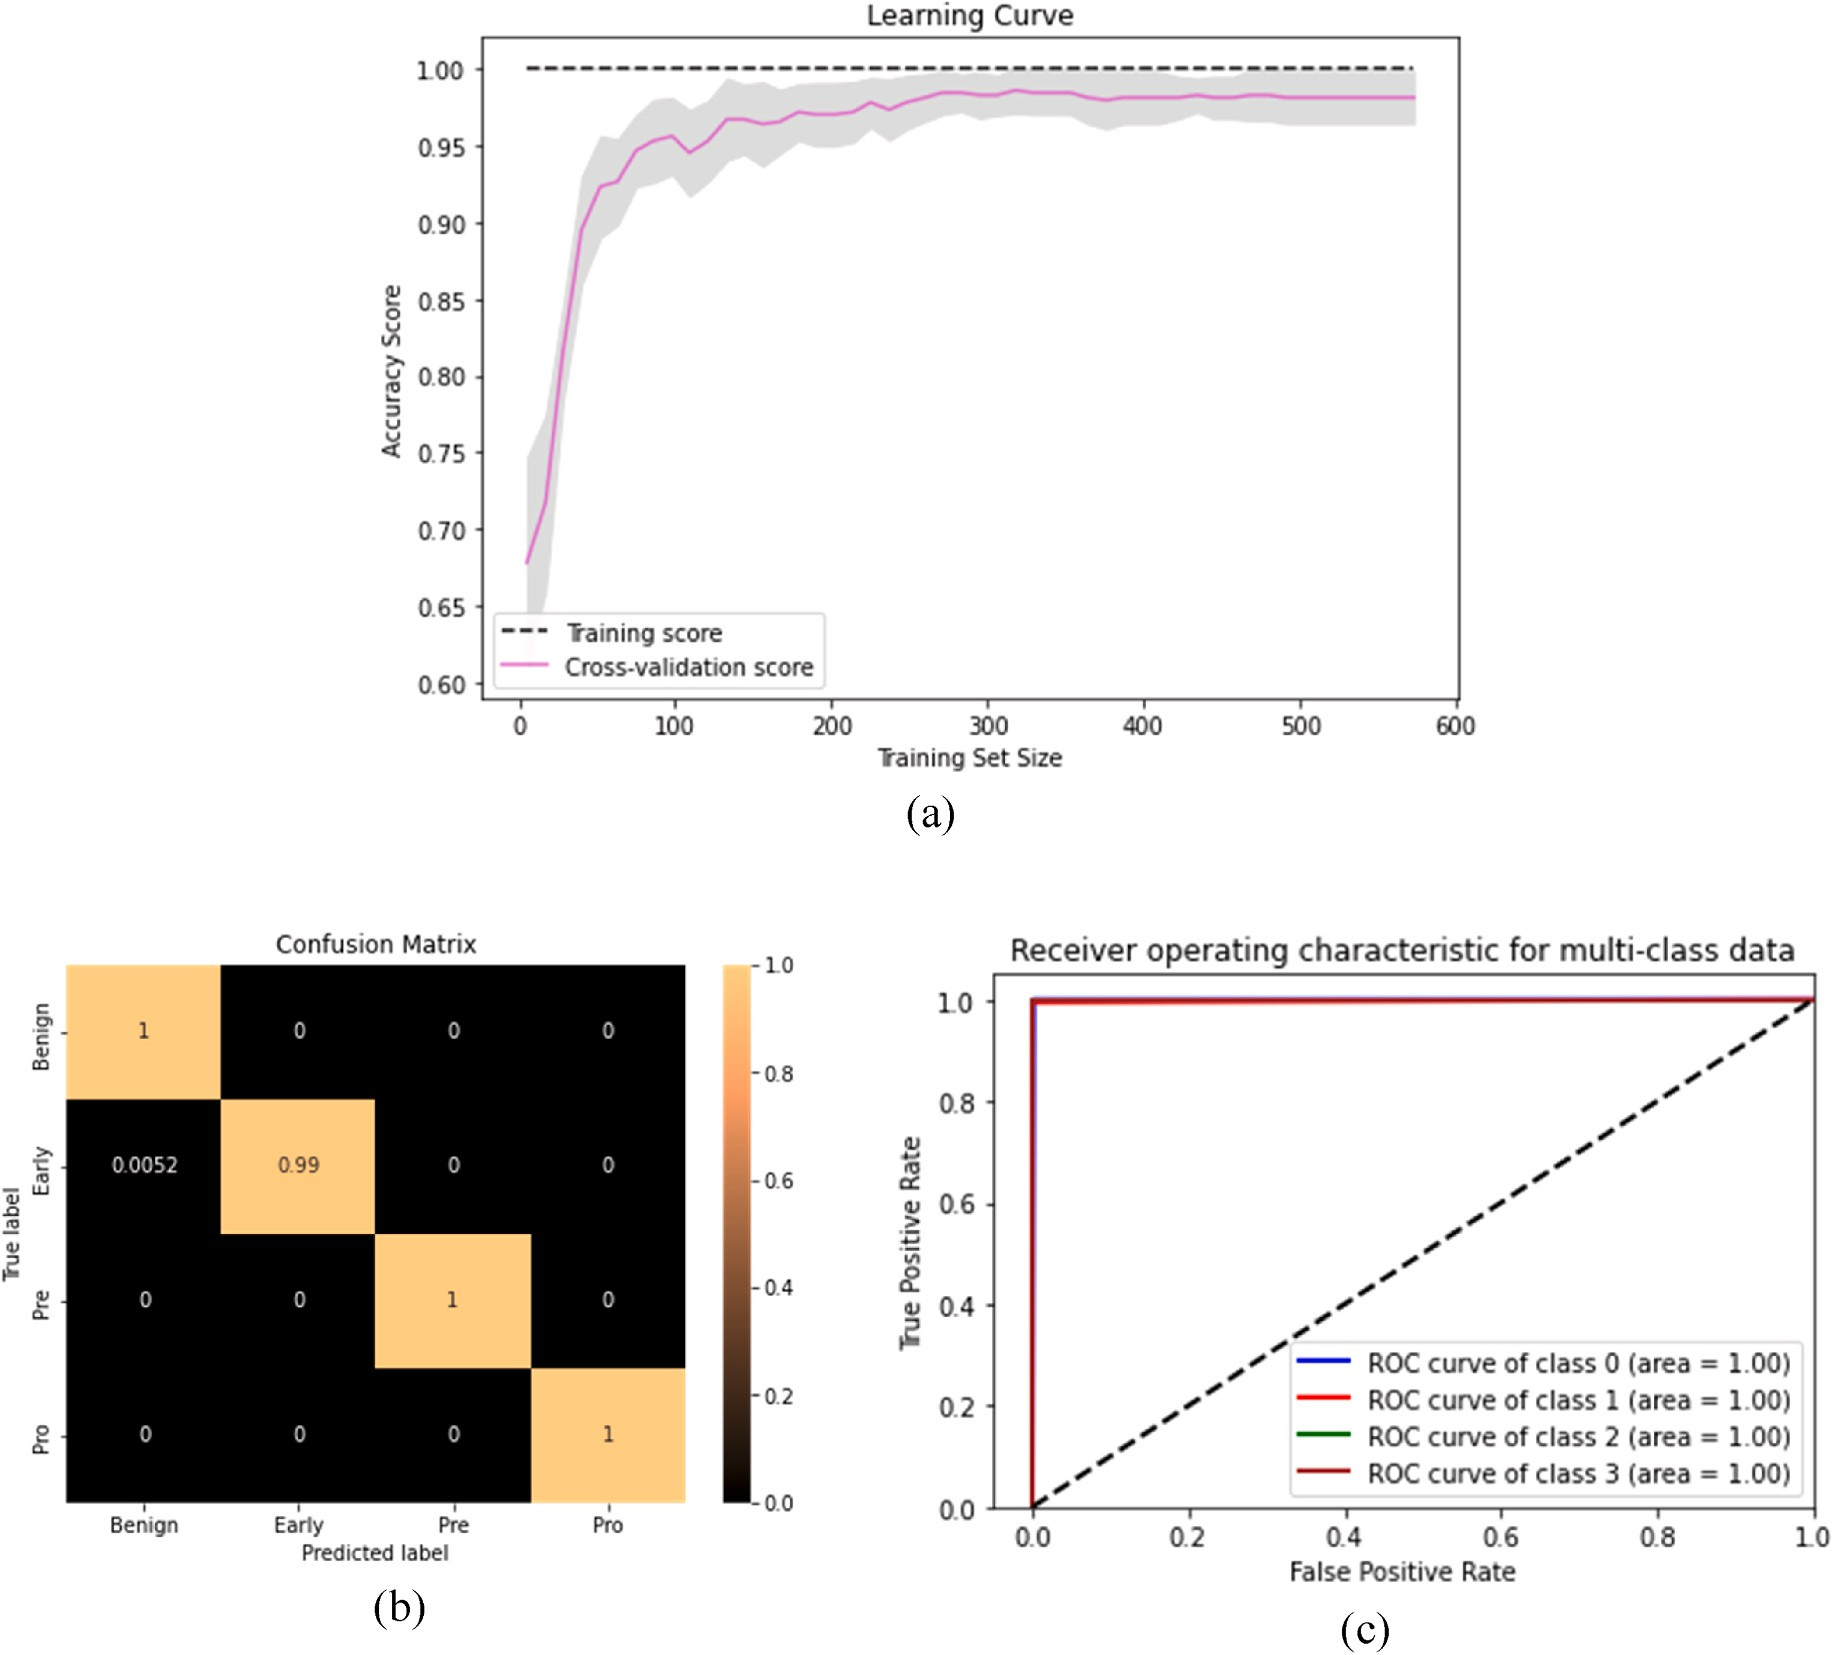 Learning Curve
1.00
0.95
0.90
0.85
0.80
0.75
0.70
0.65
0.60
Accuracy Score
Training score
Cross-validation score
0 100 200 300 400 500 600
Training Set Size
(a)
Confusion Matrix
True label
Benign 1 0 0 0
Early 0.0052 0.99 0 0
Pre 0 0 1 0
Pro 0 0 0 1
Benign Early Pre Pro
Predicted label
1.0
0.8
0.6
0.4
0.2
0.0
(b)
Receiver operating characteristic for multi-class data
1.0
0.8
0.6
0.4
0.2
0.0
True Positive Rate
ROC curve of class 0 (area = 1.00)
ROC curve of class 1 (area = 1.00)
ROC curve of class 2 (area = 1.00)
ROC curve of class 3 (area = 1.00)
0.0 0.2 0.4 0.6 0.8 1.0
False Positive Rate
(c)